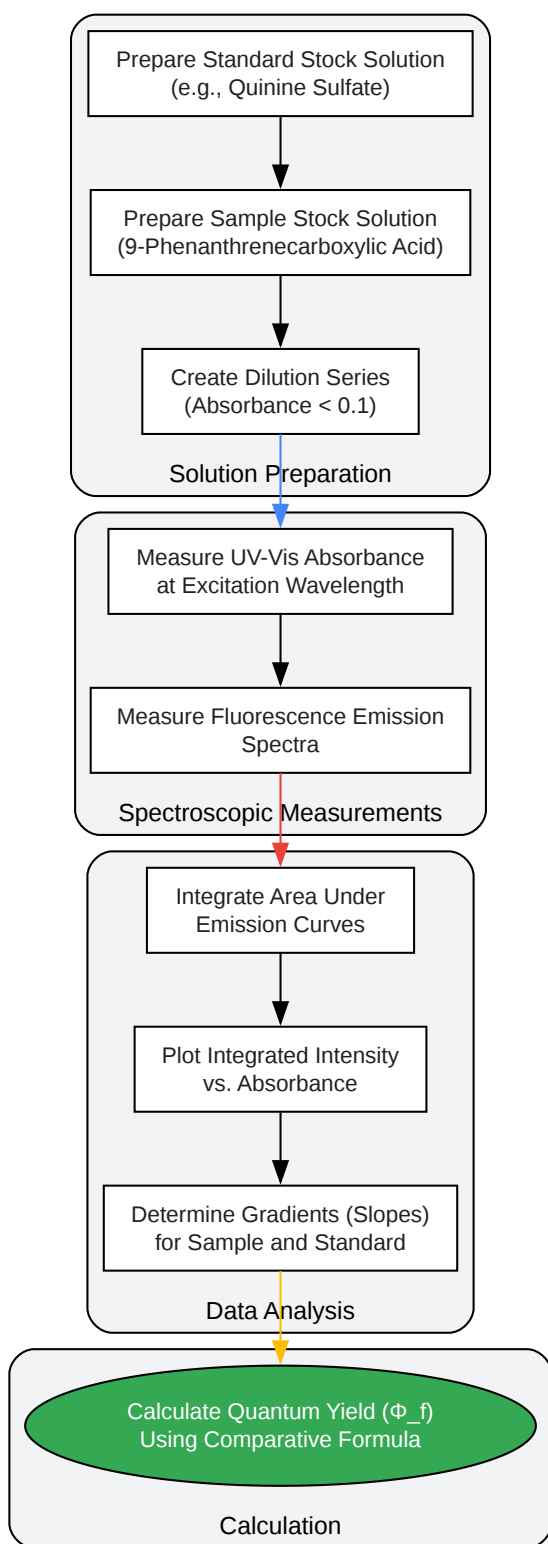 Prepare Standard Stock Solution
(e.g., Quinine Sulfate)
Prepare Sample Stock Solution
(9-Phenanthrenecarboxylic Acid)
Create Dilution Series
(Absorbance < 0.1)
Solution Preparation
Measure UV-Vis Absorbance
at Excitation Wavelength
Measure Fluorescence Emission
Spectra
Spectroscopic Measurements
Integrate Area Under
Emission Curves
Plot Integrated Intensity
vs. Absorbance
Determine Gradients (Slopes)
for Sample and Standard
Data Analysis
Calculate Quantum Yield (Φ_f)
Using Comparative Formula
Calculation